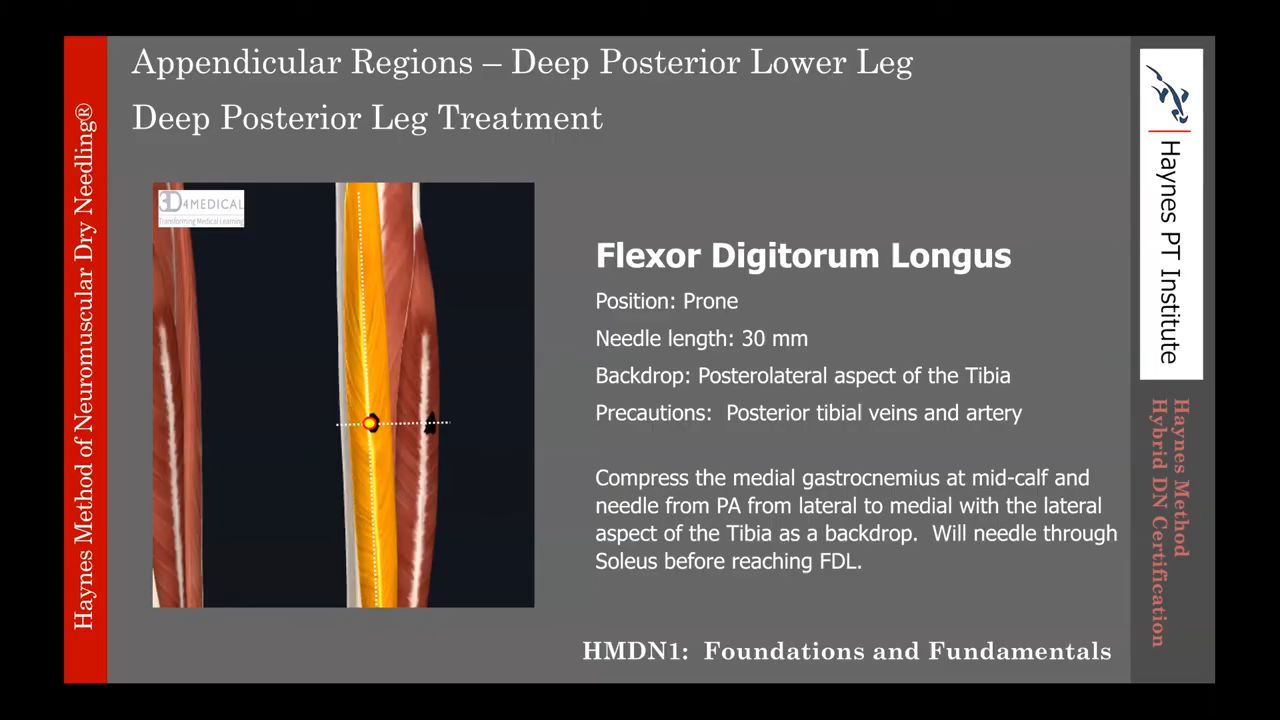 Appendicular Regions – Deep Posterior Lower Leg
Deep Posterior Leg Treatment
Haynes Method of Neuromuscular Dry Needling®
3D4MEDICAL
Transforming Medical Learning
Flexor Digitorum Longus
Position: Prone
Needle length: 30 mm
Backdrop: Posterolateral aspect of the Tibia
Precautions:  Posterior tibial veins and artery
Compress the medial gastrocnemius at mid-calf and
needle from PA from lateral to medial with the lateral
aspect of the Tibia as a backdrop.  Will needle through
Soleus before reaching FDL.
HMDN1:  Foundations and Fundamentals
Haynes PT Institute
Haynes Method
Hybrid DN Certification